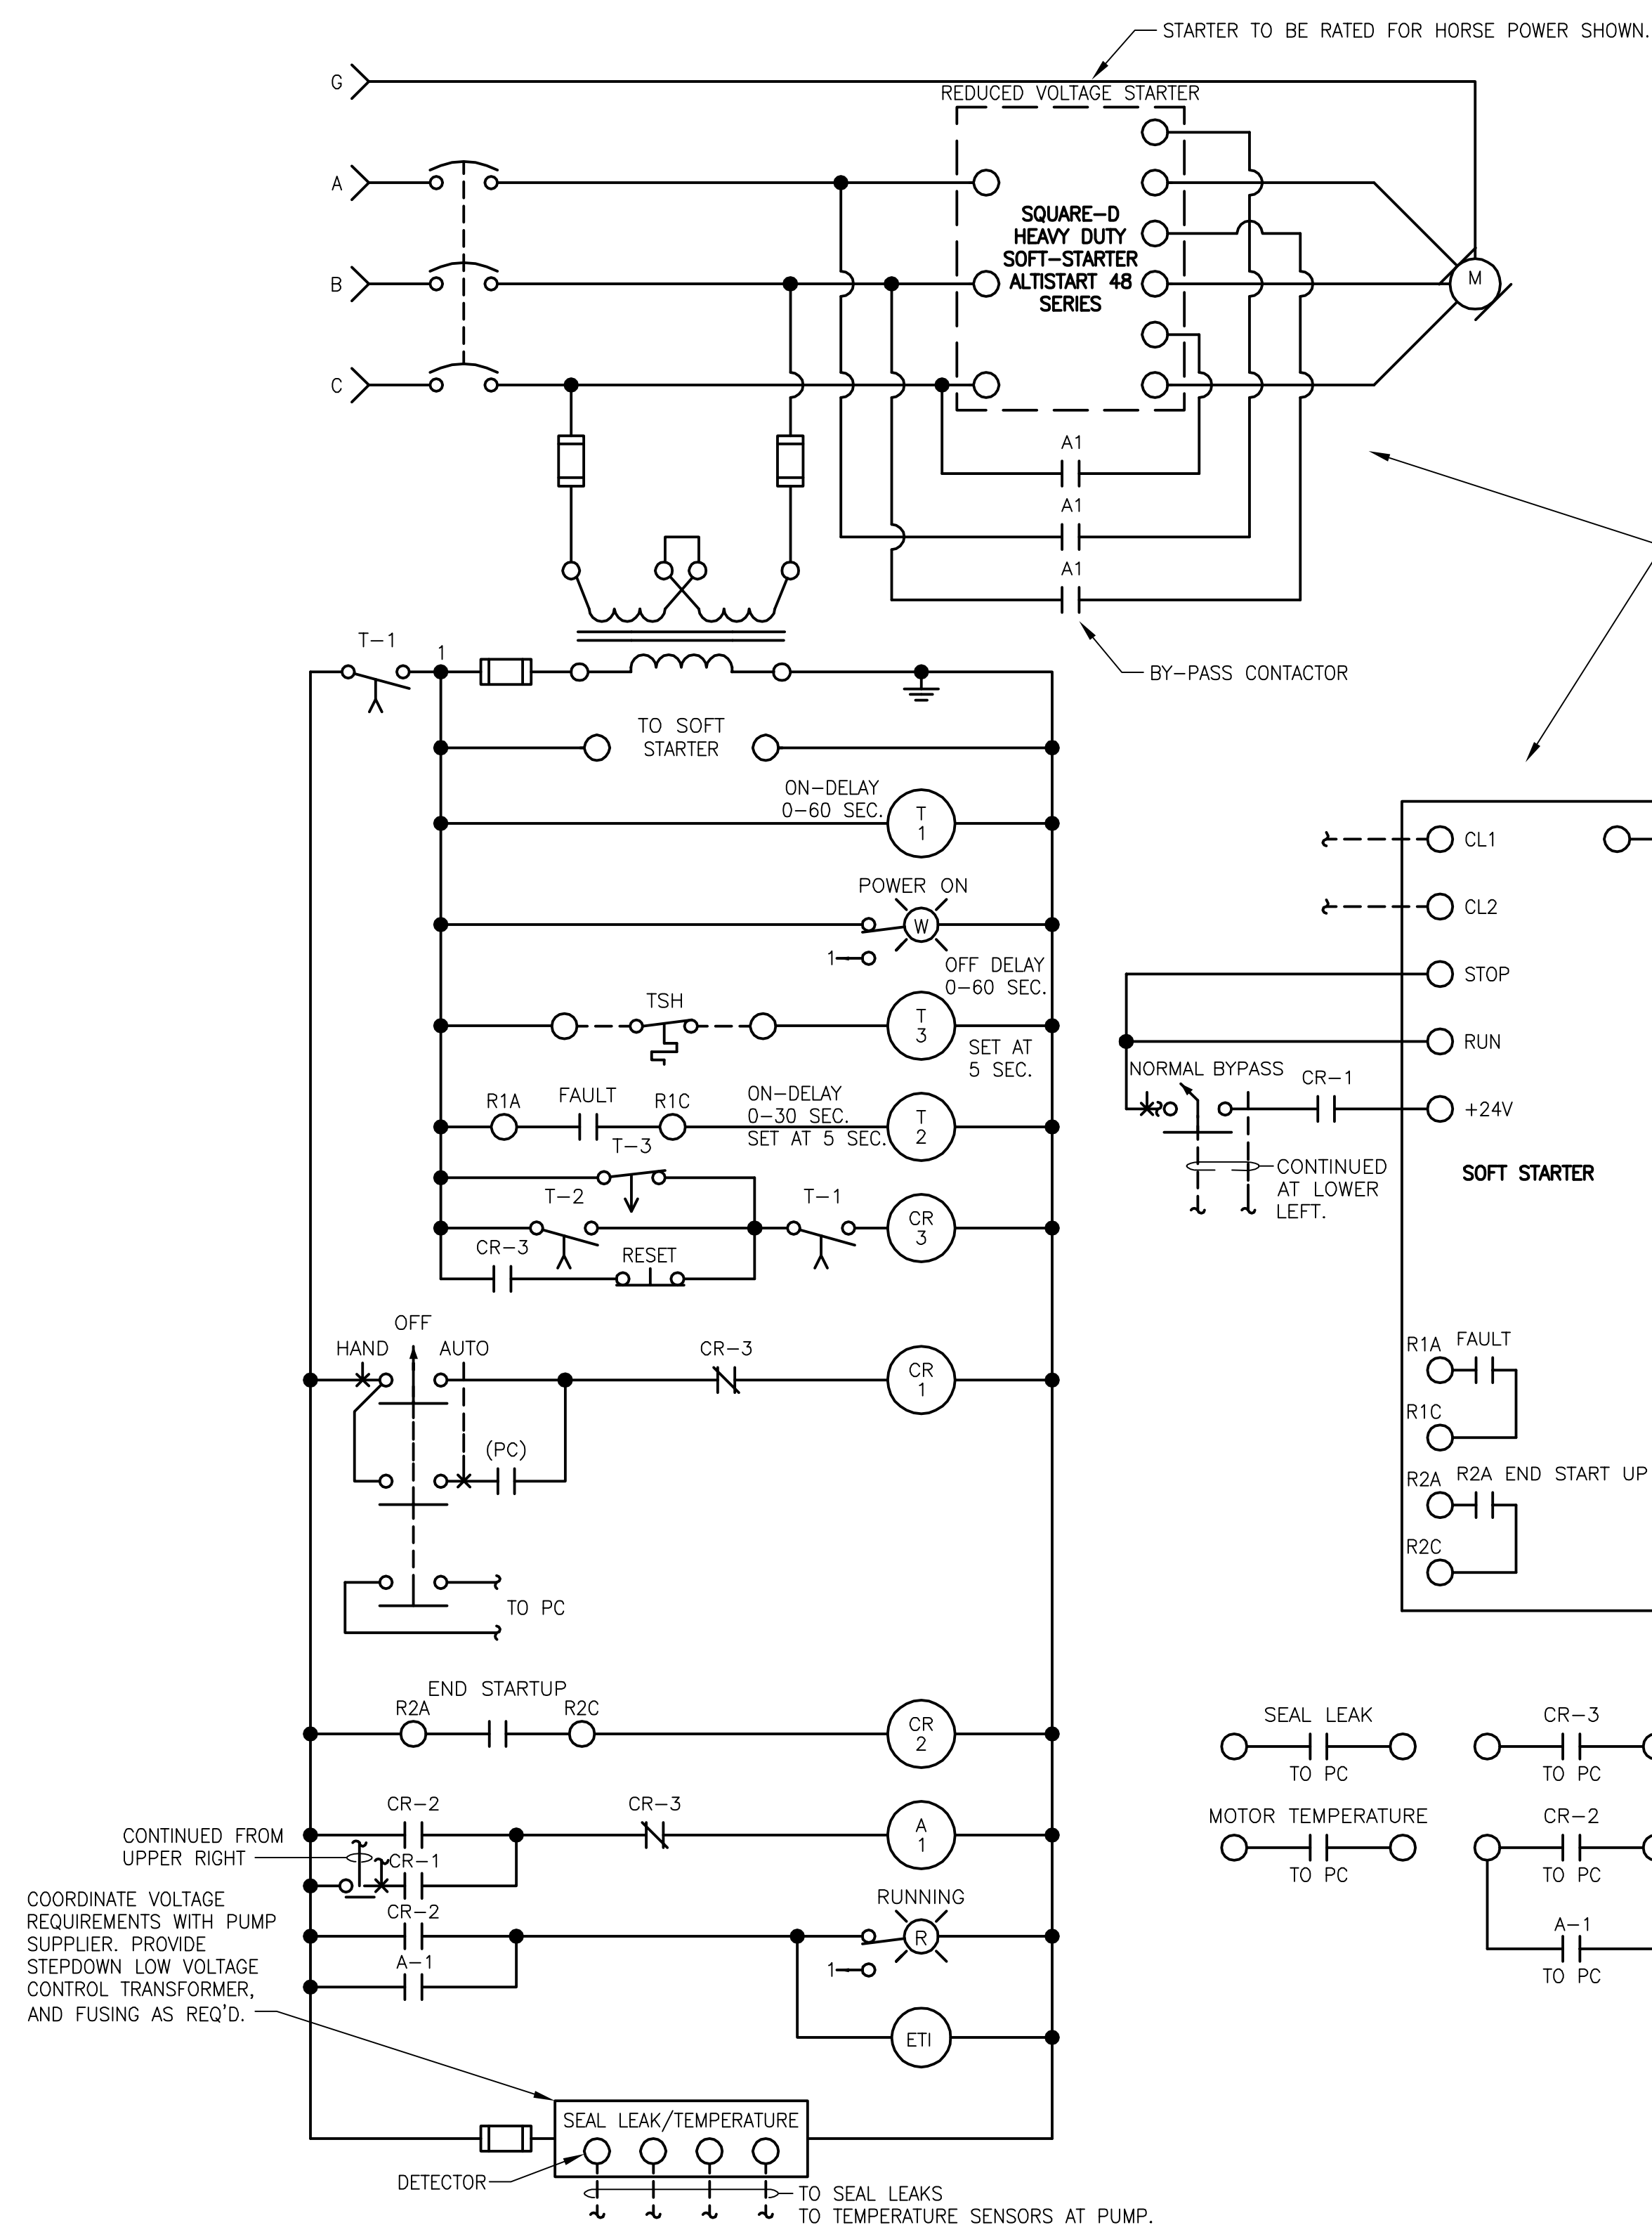 STARTER TO BE RATED FOR HORSE POWER SHOWN.
G
REDUCED VOLTAGE STARTER
A
SQUARE-D
HEAVY DUTY
SOFT-STARTER
ALTISTART 48
SERIES
B
M
C
A1
A1
A1
BY-PASS CONTACTOR
T-1
1
TO SOFT
STARTER
ON-DELAY
0-60 SEC.
T
1
POWER ON
W
1
OFF DELAY
0-60 SEC.
TSH
T
3
SET AT
5 SEC.
R1A
FAULT
R1C
ON-DELAY
0-30 SEC.
SET AT 5 SEC.
T
2
T-3
T-2
T-1
CR
3
CR-3
RESET
OFF
HAND
AUTO
CR-3
CR
1
(PC)
TO PC
END STARTUP
R2A
R2C
CR
2
CR-2
CR-3
A
1
CONTINUED FROM
UPPER RIGHT
CR-1
COORDINATE VOLTAGE
REQUIREMENTS WITH PUMP
SUPPLIER. PROVIDE
STEPDOWN LOW VOLTAGE
CONTROL TRANSFORMER,
AND FUSING AS REQ'D.
CR-2
A-1
RUNNING
R
1
ETI
SEAL LEAK/TEMPERATURE
DETECTOR
TO SEAL LEAKS
TO TEMPERATURE SENSORS AT PUMP.
CL1
CL2
STOP
RUN
NORMAL BYPASS
CR-1
+24V
CONTINUED
AT LOWER
LEFT.
SOFT STARTER
R1A
FAULT
R1C
R2A
R2A END START UP
R2C
SEAL LEAK
TO PC
CR-3
TO PC
MOTOR TEMPERATURE
TO PC
CR-2
TO PC
A-1
TO PC